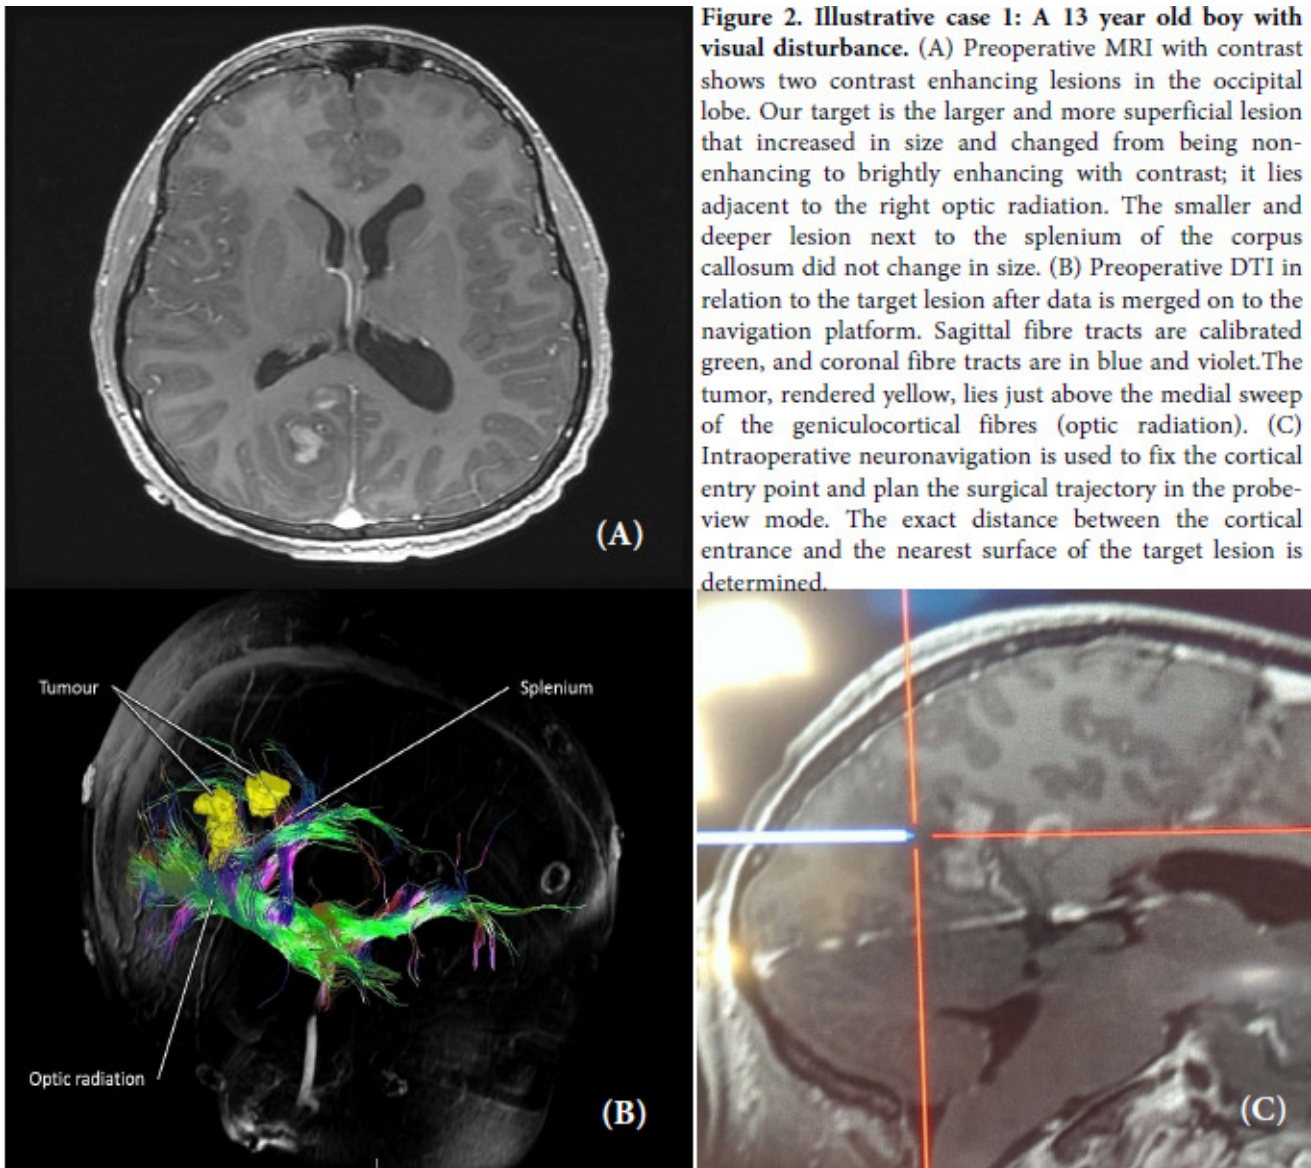 Figure 2. Illustrative case 1: A 13 year old boy with
visual disturbance. (A) Preoperative MRI with contrast
shows two contrast enhancing lesions in the occipital
lobe. Our target is the larger and more superficial lesion
that increased in size and changed from being non-
enhancing to brightly enhancing with contrast; it lies
adjacent to the right optic radiation. The smaller and
deeper lesion next to the splenium of the corpus
callosum did not change in size. (B) Preoperative DTI in
relation to the target lesion after data is merged on to the
navigation platform. Sagittal fibre tracts are calibrated
green, and coronal fibre tracts are in blue and violet.The
tumor, rendered yellow, lies just above the medial sweep
of the geniculocortical fibres (optic radiation). (C)
Intraoperative neuronavigation is used to fix the cortical
entry point and plan the surgical trajectory in the probe-
view mode. The exact distance between the cortical
entrance and the nearest surface of the target lesion is
determined.
(A)
Tumour
Splenium
Optic radiation
(B)
(C)